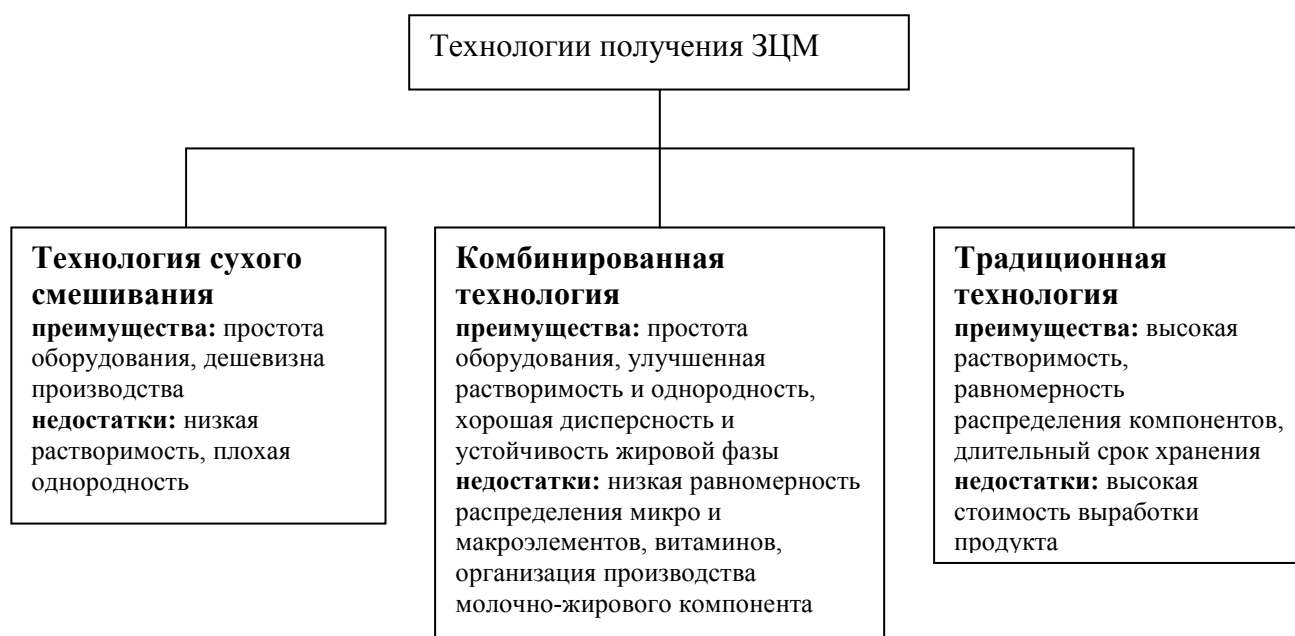 Технологии получения ЗЦМ
Технология сухого
смешивания
преимущества: простота
оборудования, дешевизна
производства
недостатки: низкая
растворимость, плохая
однородность
Комбинированная
технология
преимущества: простота
оборудования, улучшенная
растворимость и однородность,
хорошая дисперсность и
устойчивость жировой фазы
недостатки: низкая равномерность
распределения микро и
макроэлементов, витаминов,
организация производства
молочно-жирового компонента
Традиционная
технология
преимущества: высокая
растворимость,
равномерность
распределения компонентов,
длительный срок хранения
недостатки: высокая
стоимость выработки
продукта